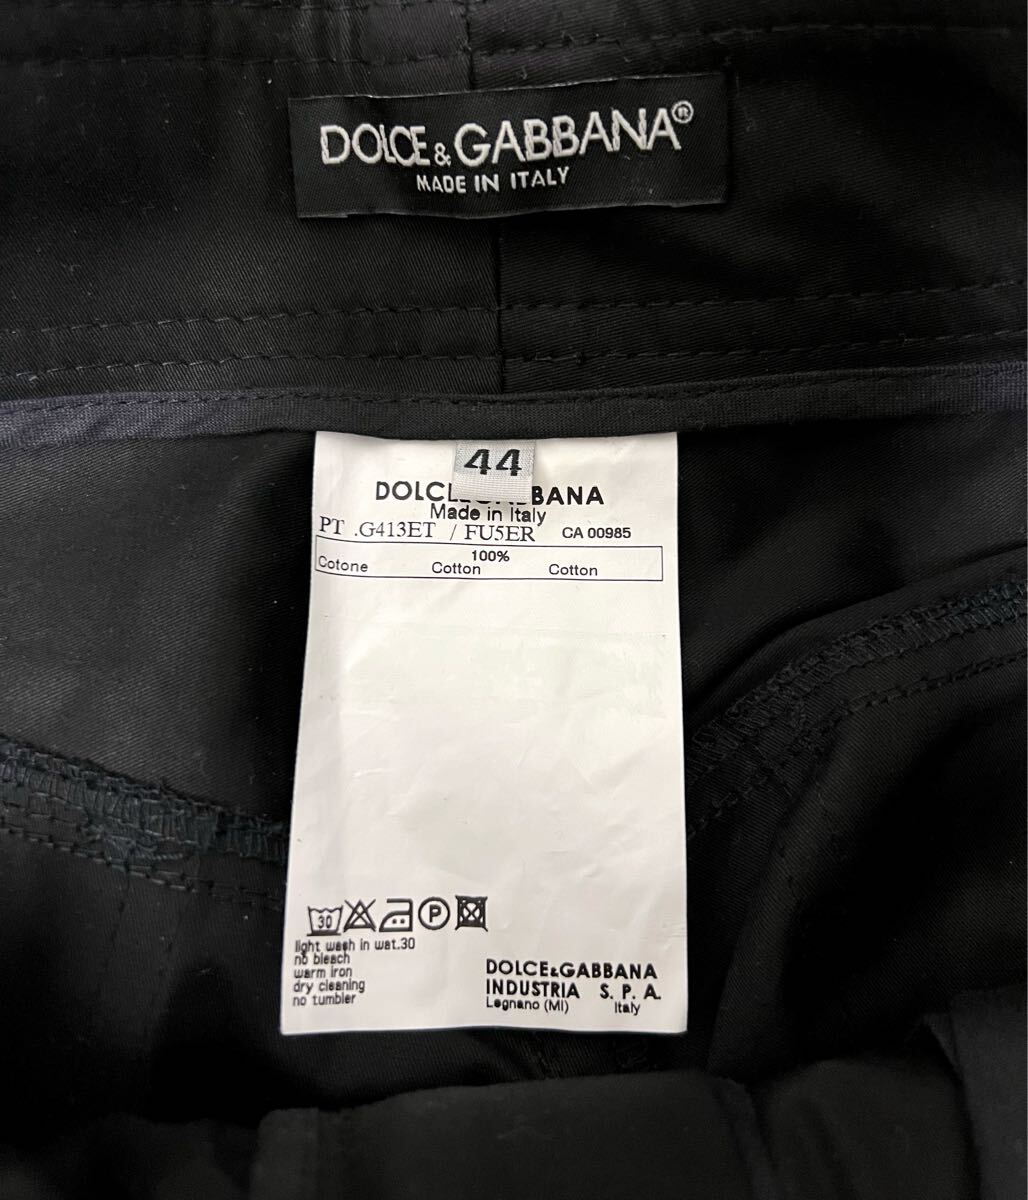 DOLCE&GABBANA®
MADE IN ITALY
44
DOLCE&GABBANA
Made in Italy
PT .G413ET / FU5ER CA 00985
100%
Cotone Cotton Cotton
30 P
light wash in wat.30
no bleach
warm iron
dry cleaning
no tumbler
DOLCE&GABBANA
INDUSTRIA S. P. A.
Legnano (MI) Italy